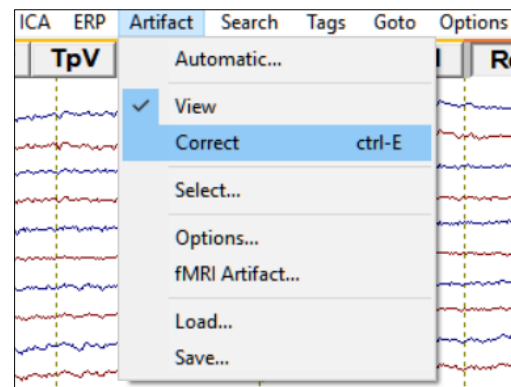 ICA ERP Artifact Search Tags Goto Options
TpV
Automatic...
View
Correct ctrl-E
Select...
Options...
fMRI Artifact...
Load...
Save...